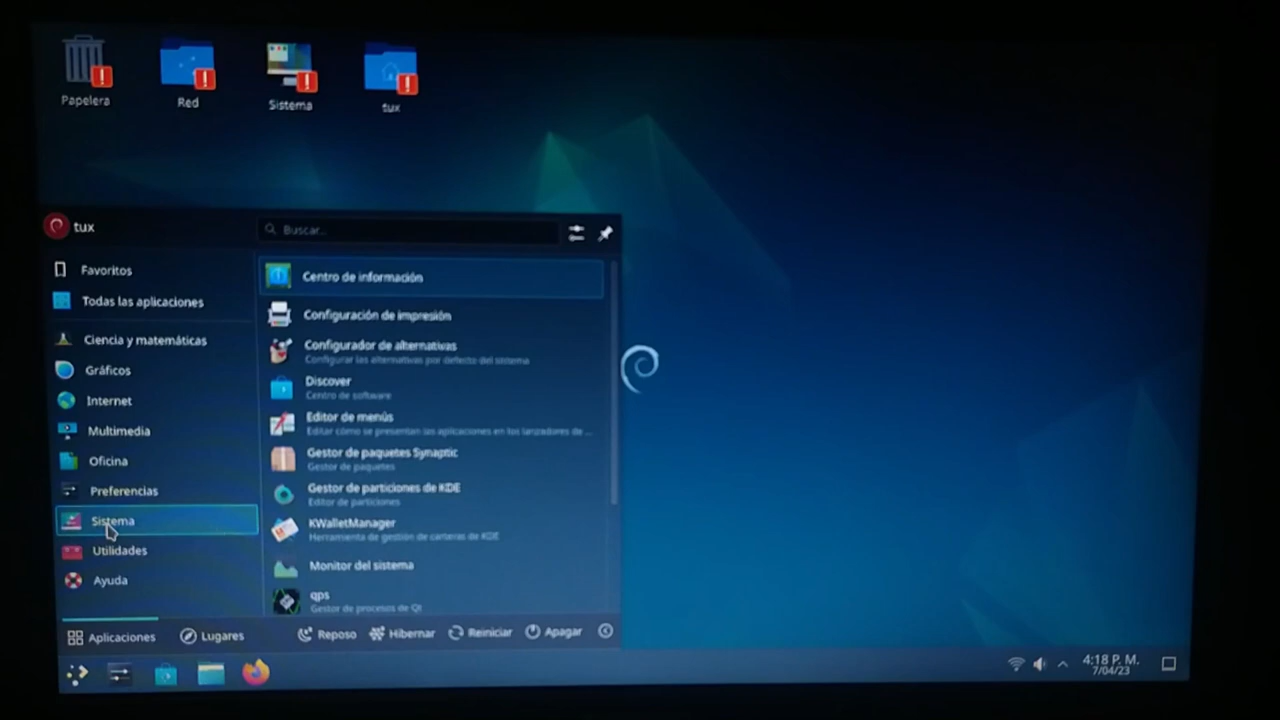 Papelera
Red
Sistema
tux
tux
Buscar...
Favoritos
Todas las aplicaciones
Ciencia y matemáticas
Gráficos
Internet
Multimedia
Oficina
Preferencias
Sistema
Utilidades
Ayuda
Centro de información
Configuración de impresión
Configurador de alternativas
Configurar las alternativas por defecto del sistema
Discover
Centro de software
Editor de menús
Editar cómo se presentan las aplicaciones en los lanzadores de ...
Gestor de paquetes Synaptic
Gestor de paquetes
Gestor de particiones de KDE
Editor de particiones
KWalletManager
Herramienta de gestión de carteras de KDE
Monitor del sistema
qps
Gestor de procesos de Qt
Aplicaciones
Lugares
Reposo
Hibernar
Reiniciar
Apagar
4:18 P. M.
7/04/23